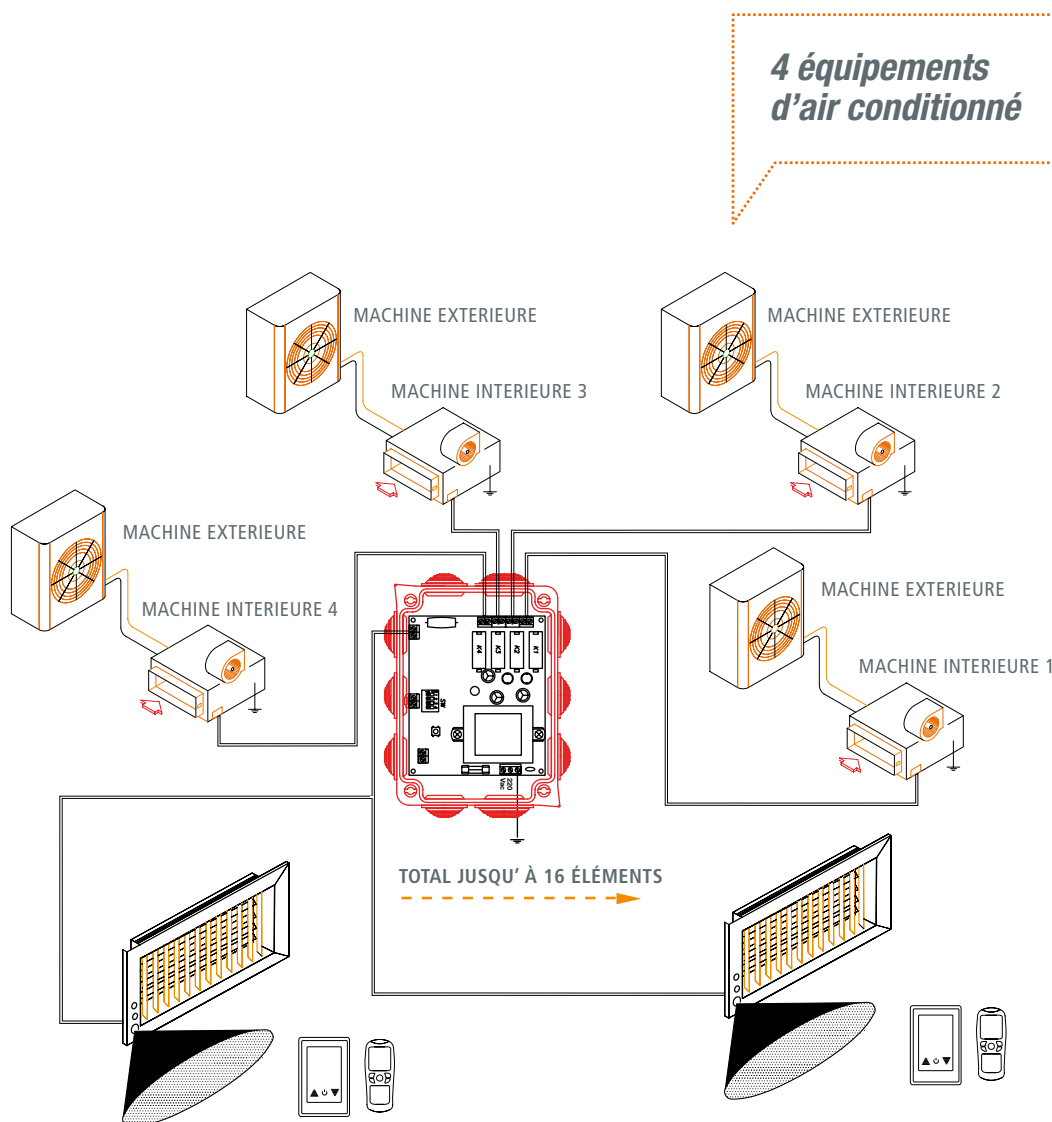 4 équipements
d'air conditionné
MACHINE EXTERIEURE
MACHINE EXTERIEURE
MACHINE INTERIEURE 3
MACHINE INTERIEURE 2
MACHINE EXTERIEURE
MACHINE EXTERIEURE
MACHINE INTERIEURE 4
MACHINE INTERIEURE 1
K4
K3
K2
K1
SW
220
Vac
TOTAL JUSQU' À 16 ÉLÉMENTS